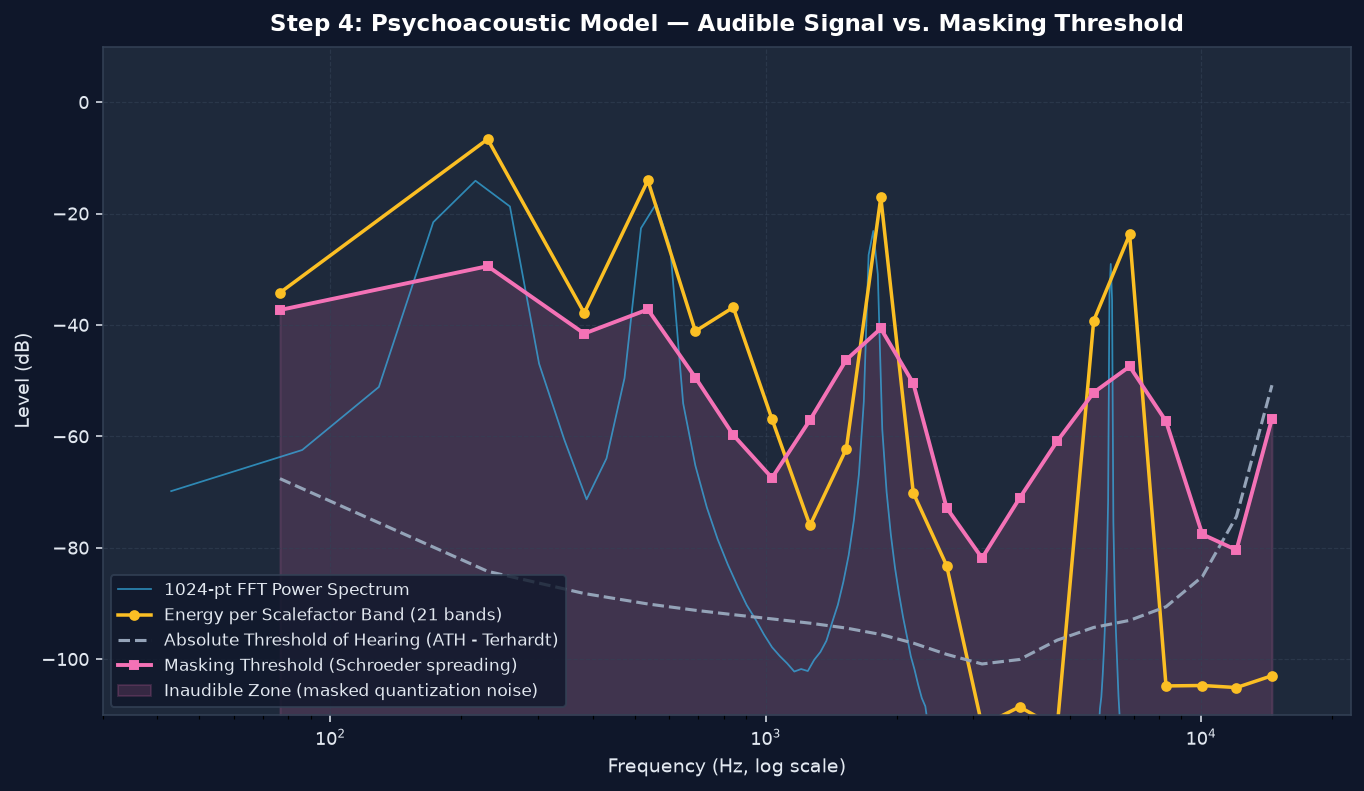 Step 4: Psychoacoustic Model — Audible Signal vs. Masking Threshold
Level (dB)
0
−20
−40
−60
−80
−100
1024-pt FFT Power Spectrum
Energy per Scalefactor Band (21 bands)
Absolute Threshold of Hearing (ATH - Terhardt)
Masking Threshold (Schroeder spreading)
Inaudible Zone (masked quantization noise)
10² 10³ 10⁴
Frequency (Hz, log scale)